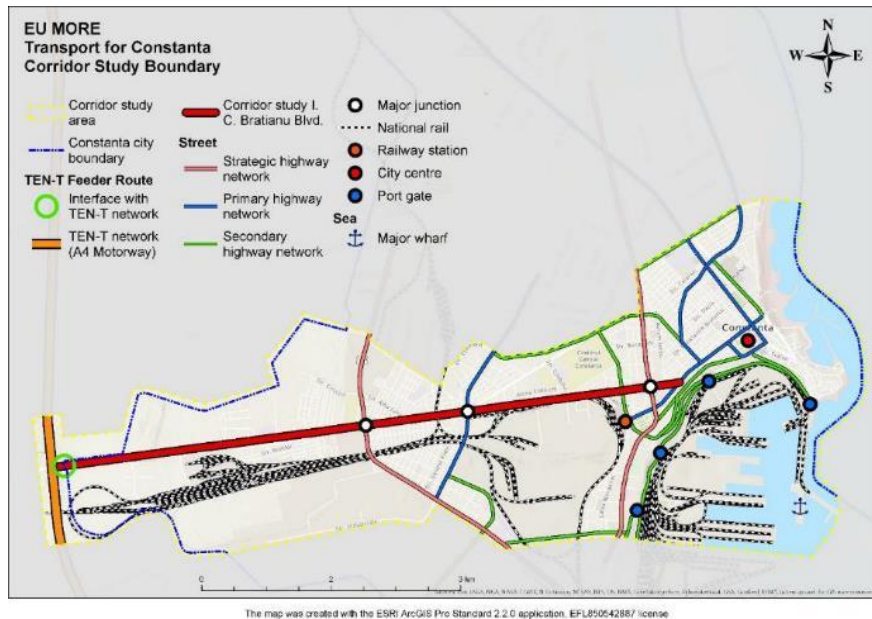 EU MORE
Transport for Constanta
Corridor Study Boundary
N
W
E
S
Corridor study
area
Constanta city
boundary
TEN-T Feeder Route
Interface with
TEN-T network
TEN-T network
(A4 Motorway)
Corridor study I.
C. Bratianu Blvd.
Street
Strategic highway
network
Primary highway
network
Secondary
highway network
Major junction
National rail
Railway station
City centre
Port gate
Sea
Major wharf
Constanta
Cimitirul
Central
Constanta
0
2
3 km
The map was created with the ESRI ArcGIS Pro Standard 2.2.0 application, EFL850542887 license